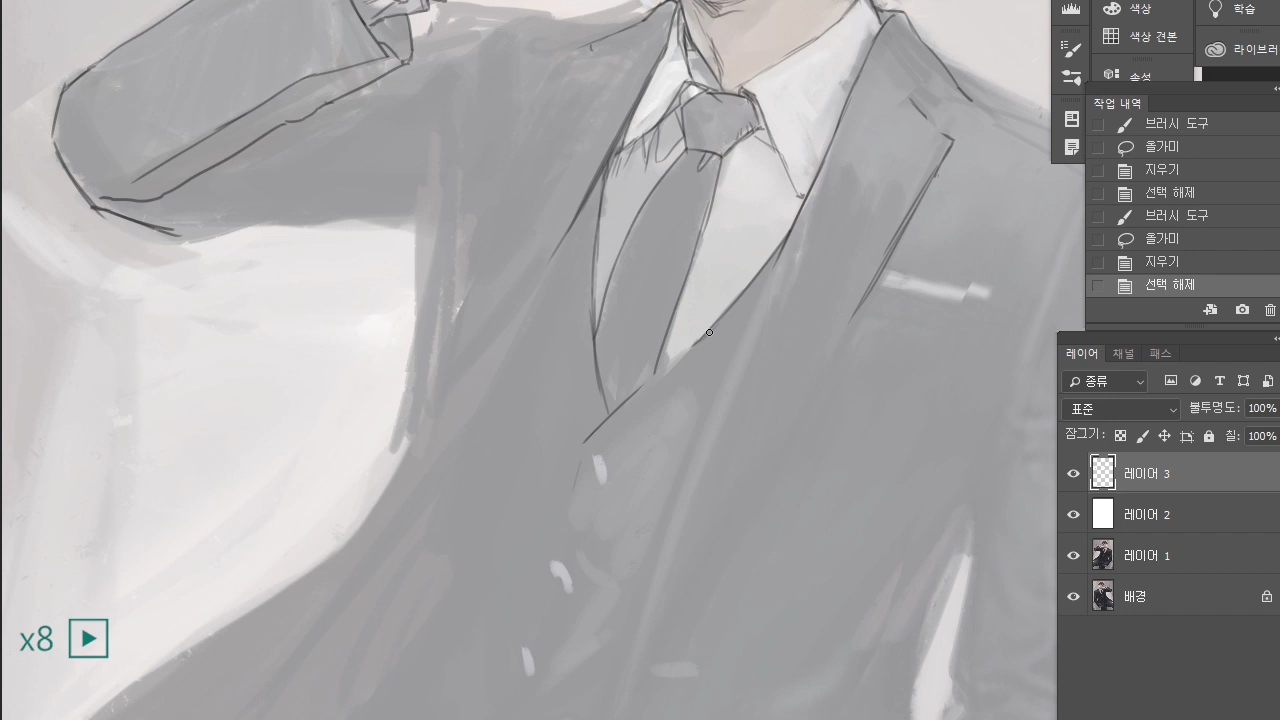 색상
학습
색상 견본
라이브러
속성
작업 내역
브러시 도구
올가미
지우기
선택 해제
브러시 도구
올가미
지우기
선택 해제
레이어 채널 패스
종류
표준 불투명도: 100%
잠그기: 칠: 100%
레이어 3
레이어 2
레이어 1
배경
x8